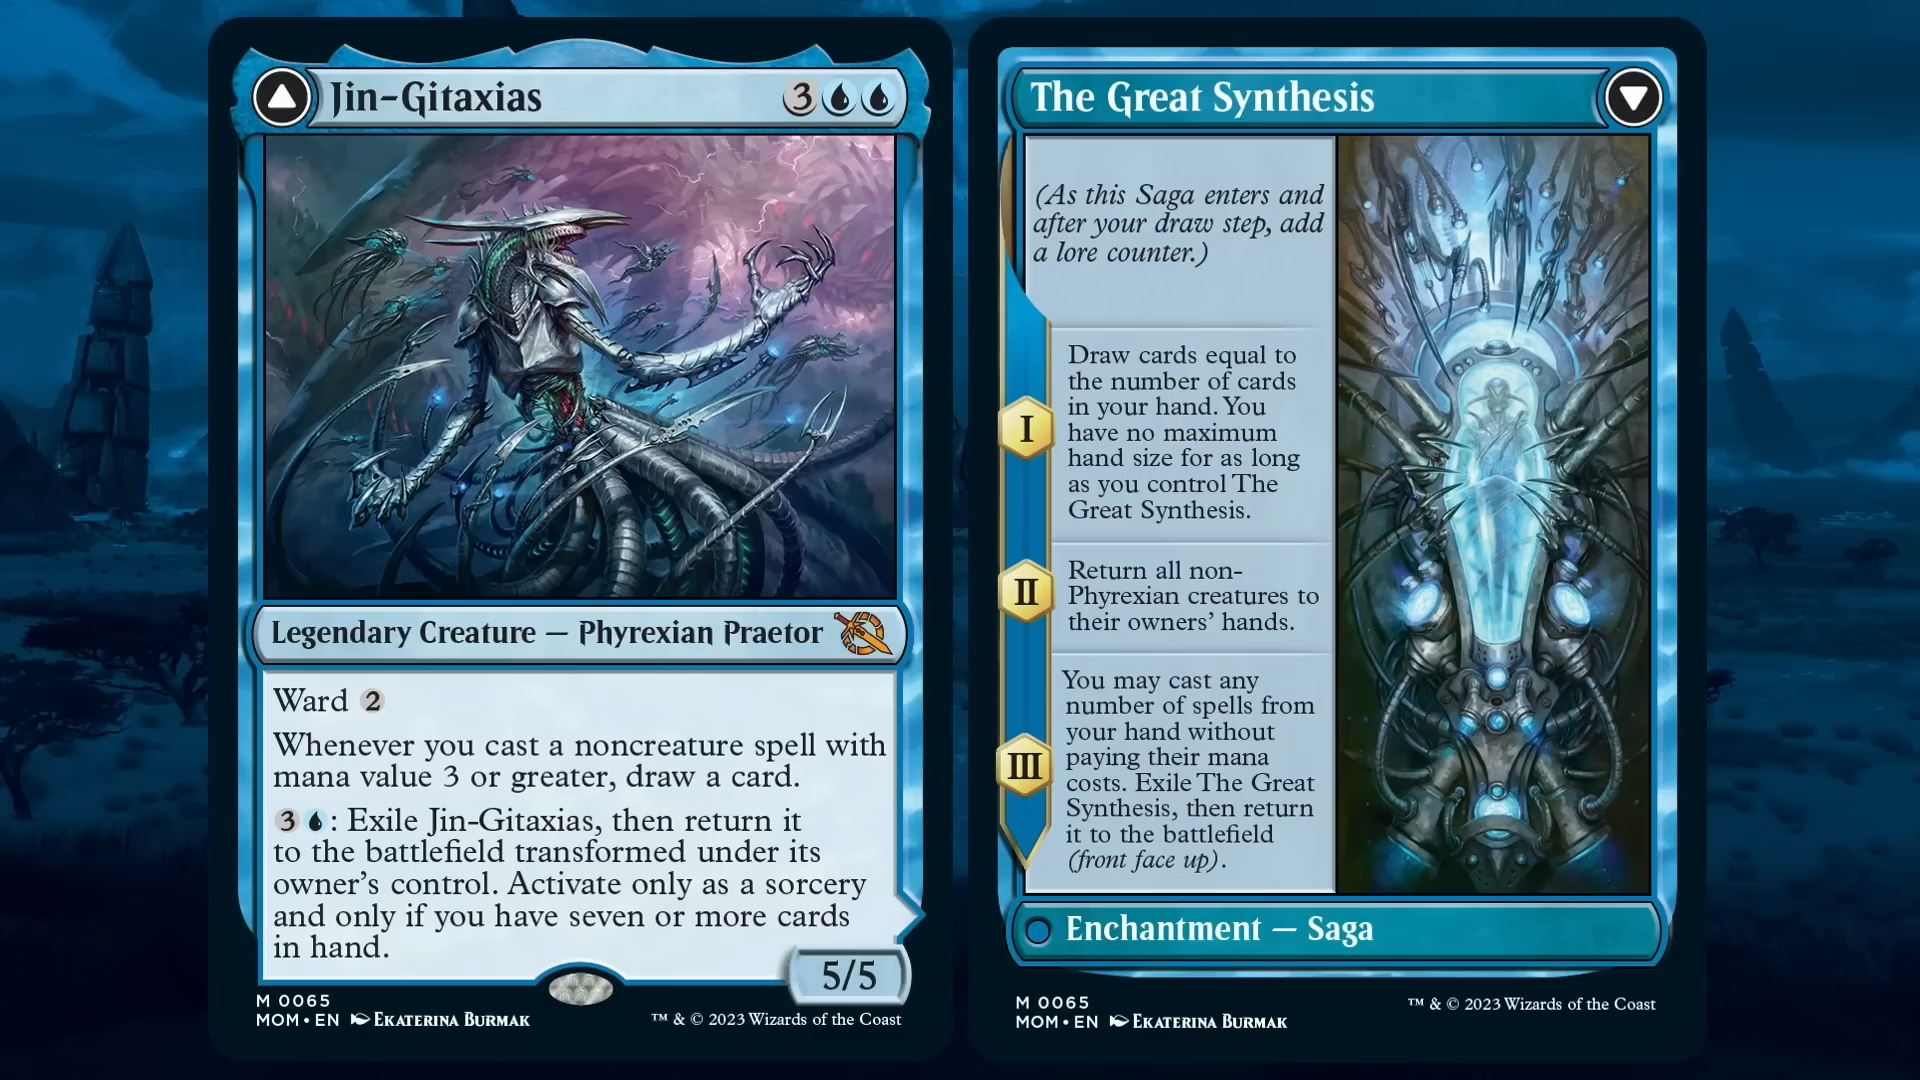 Jin-Gitaxias
3
Legendary Creature — Phyrexian Praetor
Ward 2
Whenever you cast a noncreature spell with
mana value 3 or greater, draw a card.
3 : Exile Jin-Gitaxias, then return it
to the battlefield transformed under its
owner's control. Activate only as a sorcery
and only if you have seven or more cards
in hand.
5/5
M 0065
MOM • EN EKATERINA BURMAK
™ & © 2023 Wizards of the Coast
The Great Synthesis
(As this Saga enters and
after your draw step, add
a lore counter.)
I
Draw cards equal to
the number of cards
in your hand. You
have no maximum
hand size for as long
as you control The
Great Synthesis.
II
Return all non-
Phyrexian creatures to
their owners' hands.
III
You may cast any
number of spells from
your hand without
paying their mana
costs. Exile The Great
Synthesis, then return
it to the battlefield
(front face up).
Enchantment — Saga
M 0065
MOM • EN EKATERINA BURMAK
™ & © 2023 Wizards of the Coast